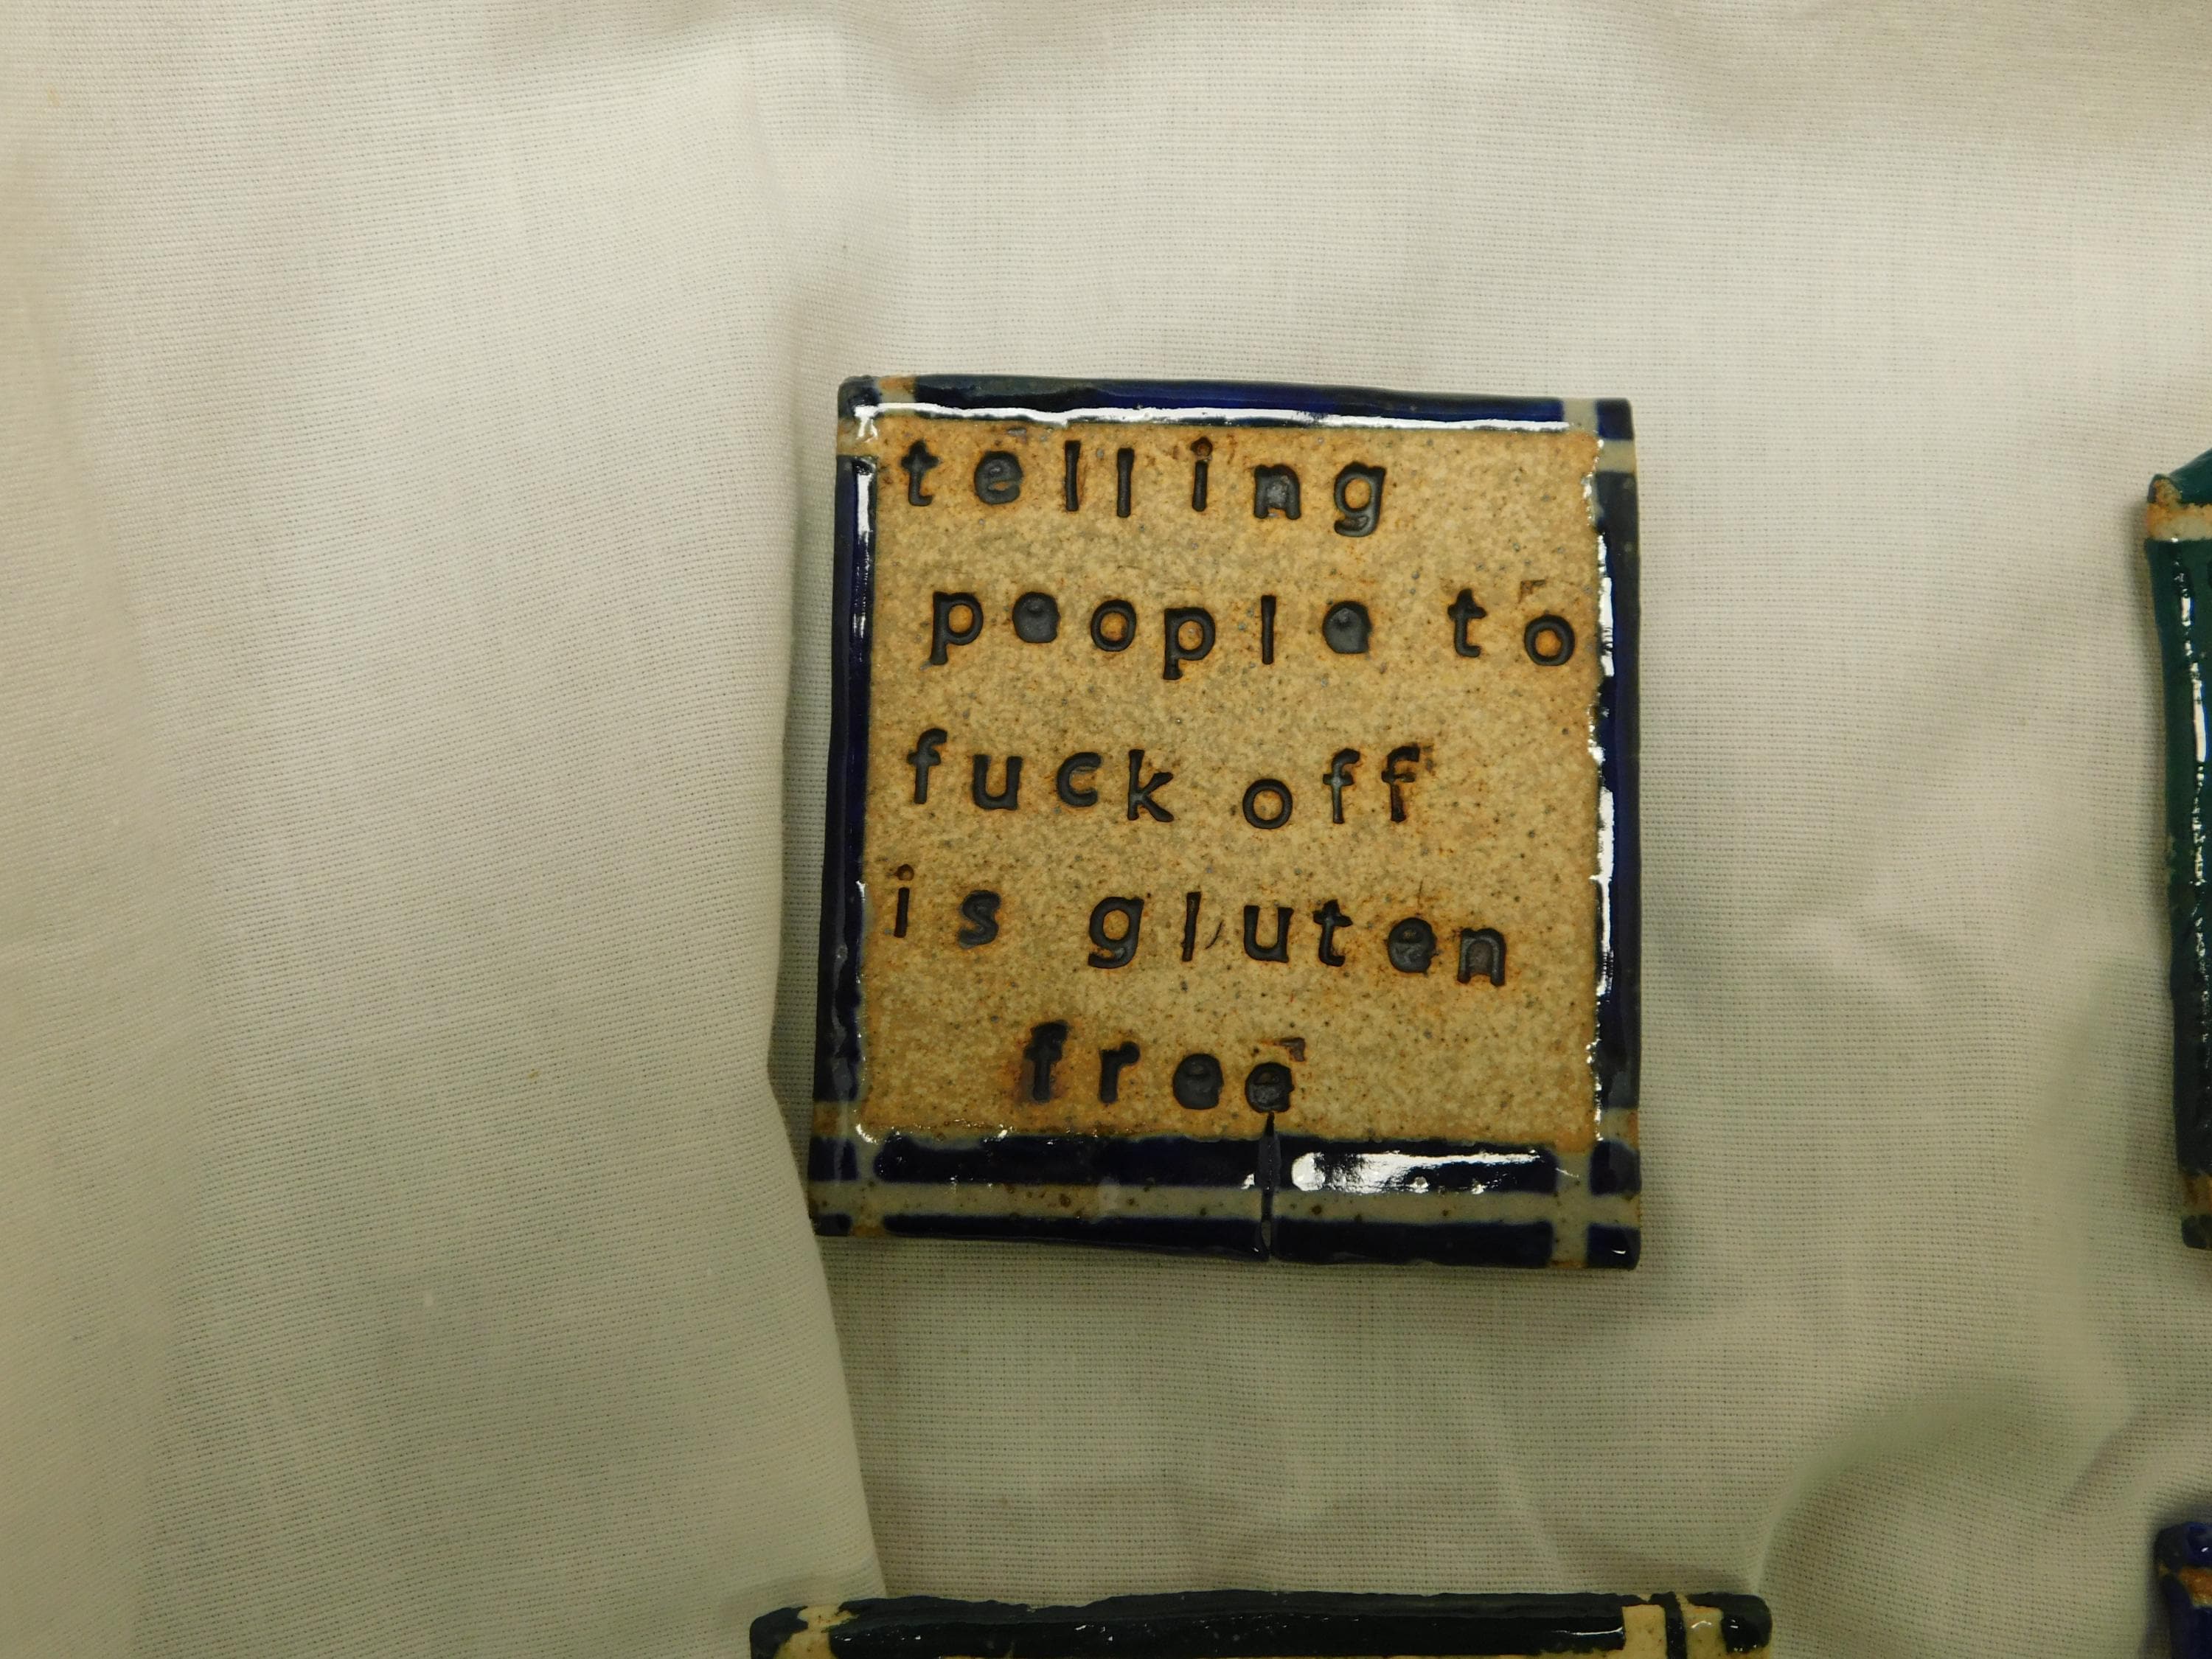 telling
people to
fuck off
is gluten
free